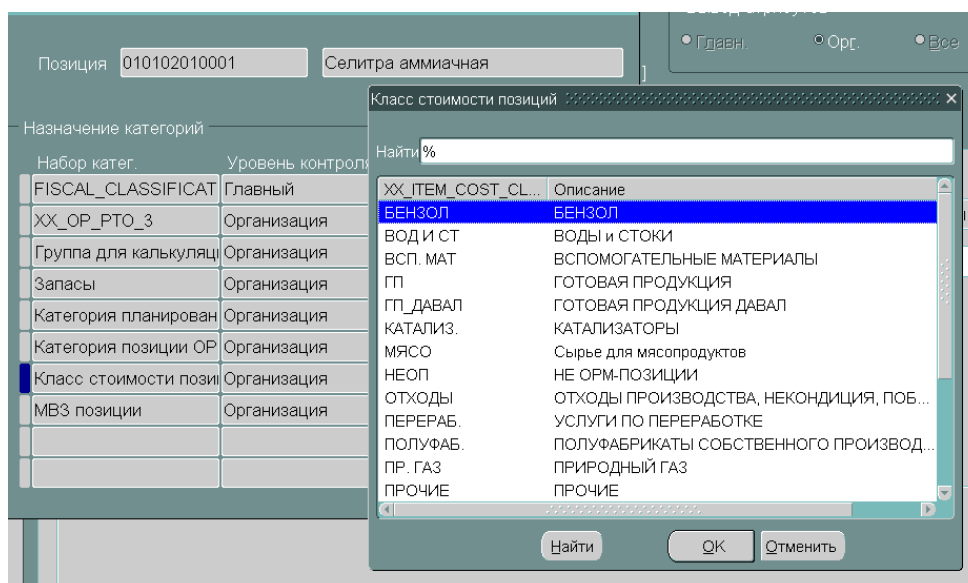 Главн. Орг. Все
Позиция 010102010001 Селитра аммиачная
Класс стоимости позиций
Назначение категорий
Найти %
Набор катег. Уровень контроля
XX_ITEM_COST_CL... Описание
FISCAL_CLASSIFICAT Главный
XX_OP_PTO_3 Организация
Группа для калькуляц Организация
Запасы Организация
Категория планирован Организация
Категория позиции OP Организация
Класс стоимости пози Организация
МВЗ позиции Организация
БЕНЗОЛ БЕНЗОЛ
ВОД И СТ ВОДЫ и СТОКИ
ВСП. МАТ ВСПОМОГАТЕЛЬНЫЕ МАТЕРИАЛЫ
ГП ГОТОВАЯ ПРОДУКЦИЯ
ГП_ДАВАЛ ГОТОВАЯ ПРОДУКЦИЯ ДАВАЛ
КАТАЛИЗ. КАТАЛИЗАТОРЫ
МЯСО Сырье для мясопродуктов
НЕОП НЕ ОРМ-ПОЗИЦИИ
ОТХОДЫ ОТХОДЫ ПРОИЗВОДСТВА, НЕКОНДИЦИЯ, ПОБ...
ПЕРЕРАБ. УСЛУГИ ПО ПЕРЕРАБОТКЕ
ПОЛУФАБ. ПОЛУФАБРИКАТЫ СОБСТВЕННОГО ПРОИЗВОД...
ПР. ГАЗ ПРИРОДНЫЙ ГАЗ
ПРОЧИЕ ПРОЧИЕ
Найти OK Отменить